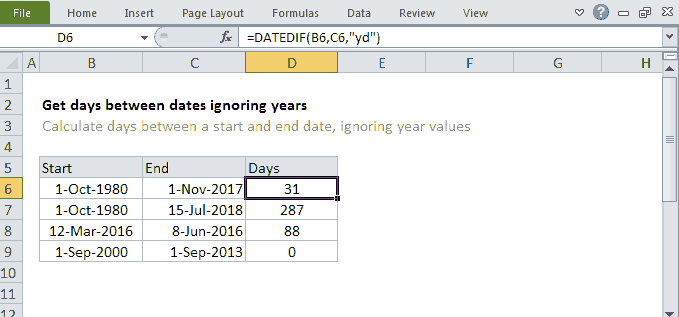 File Home Insert Page Layout Formulas Data Review View
D6 fx =DATEDIF(B6,C6,"yd")
A B C D E F G H
1
2 Get days between dates ignoring years
3 Calculate days between a start and end date, ignoring year values
4
5 Start End Days
6 1-Oct-1980 1-Nov-2017 31
7 1-Oct-1980 15-Jul-2018 287
8 12-Mar-2016 8-Jun-2016 88
9 1-Sep-2000 1-Sep-2013 0
10
11
12